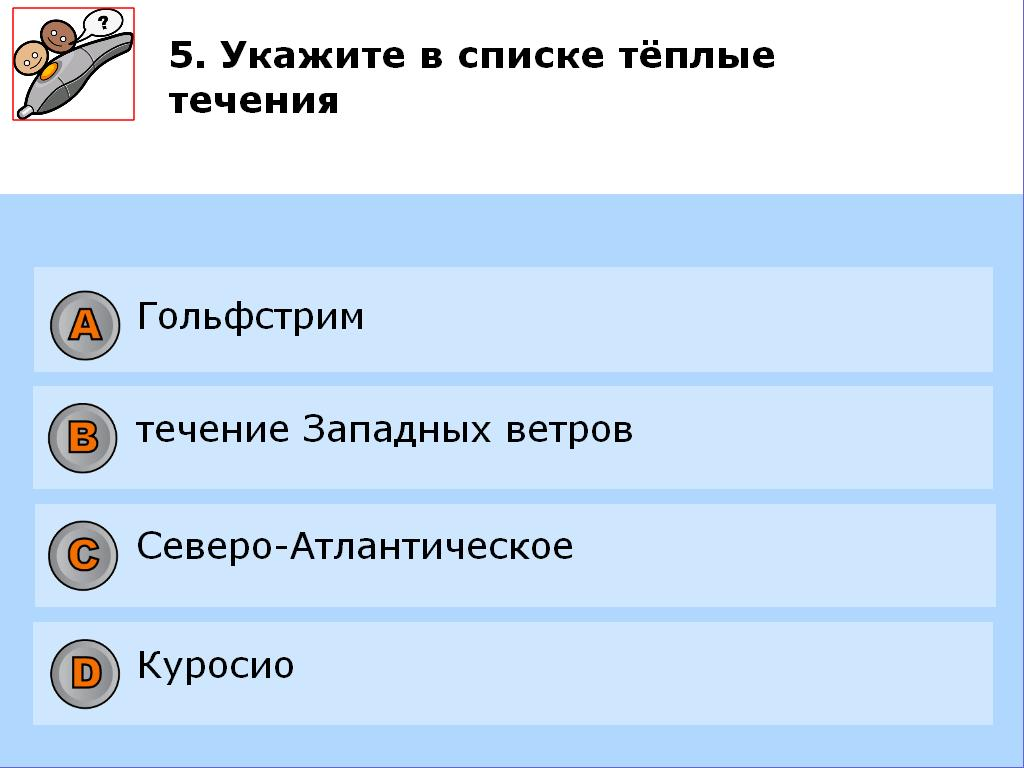 ?
5. Укажите в списке тёплые
течения
A Гольфстрим
B течение Западных ветров
C Северо-Атлантическое
D Куросио